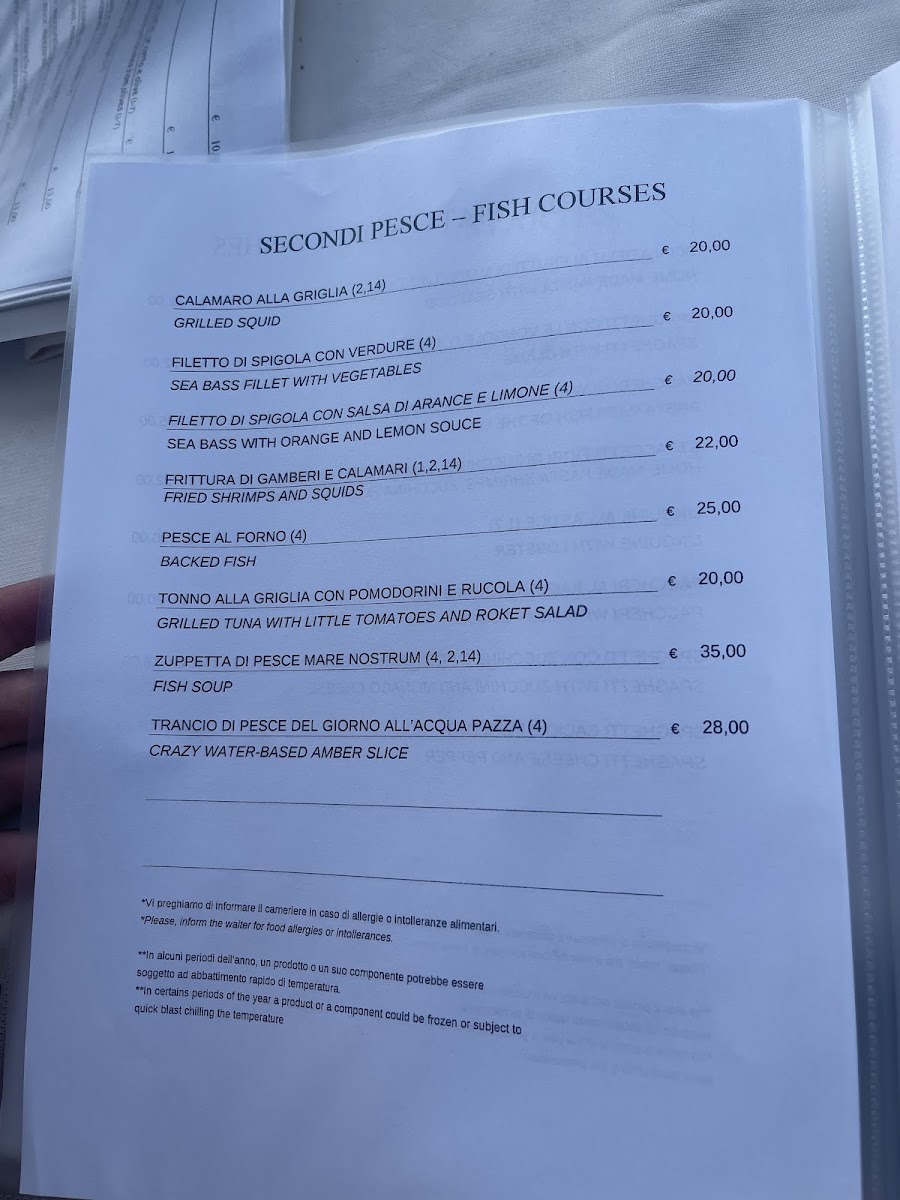 SECONDI PESCE – FISH COURSES
CALAMARO ALLA GRIGLIA (2,14) € 20,00
GRILLED SQUID
FILETTO DI SPIGOLA CON VERDURE (4) € 20,00
SEA BASS FILLET WITH VEGETABLES
FILETTO DI SPIGOLA CON SALSA DI ARANCE E LIMONE (4) € 20,00
SEA BASS WITH ORANGE AND LEMON SOUCE
FRITTURA DI GAMBERI E CALAMARI (1,2,14) € 22,00
FRIED SHRIMPS AND SQUIDS
PESCE AL FORNO (4) € 25,00
BACKED FISH
TONNO ALLA GRIGLIA CON POMODORINI E RUCOLA (4) € 20,00
GRILLED TUNA WITH LITTLE TOMATOES AND ROKET SALAD
ZUPPETTA DI PESCE MARE NOSTRUM (4, 2,14) € 35,00
FISH SOUP
TRANCIO DI PESCE DEL GIORNO ALL'ACQUA PAZZA (4) € 28,00
CRAZY WATER-BASED AMBER SLICE
*Vi preghiamo di informare il cameriere in caso di allergie o intolleranze alimentari.
*Please, inform the waiter for food allergies or intollerances.
**In alcuni periodi dell'anno, un prodotto o un suo componente potrebbe essere
soggetto ad abbattimento rapido di temperatura.
**In certains periods of the year a product or a component could be frozen or subject to
quick blast chilling the temperature